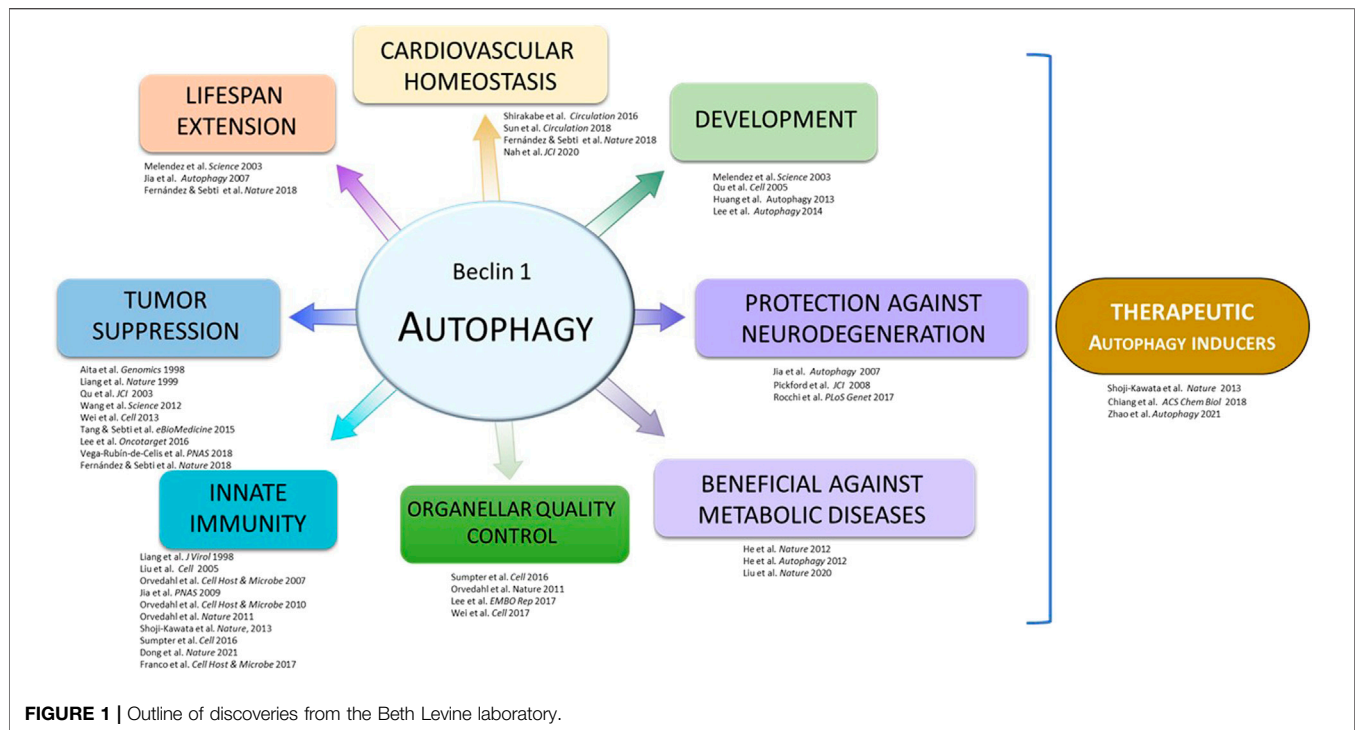 CARDIOVASCULAR
HOMEOSTASIS
Shirakabe et al. Circulation 2016
Sun et al. Circulation 2018
Fernández & Sebti et al. Nature 2018
Nah et al. JCI 2020
LIFESPAN
EXTENSION
Melendez et al. Science 2003
Jia et al. Autophagy 2007
Fernández & Sebti et al. Nature 2018
DEVELOPMENT
Melendez et al. Science 2003
Qu et al. Cell 2005
Huang et al. Autophagy 2013
Lee et al. Autophagy 2014
Beclin 1
AUTOPHAGY
TUMOR
SUPPRESSION
Aita et al. Genomics 1998
Liang et al. Nature 1999
Qu et al. JCI 2003
Wang et al. Science 2012
Wei et al. Cell 2013
Tang & Sebti et al. eBioMedicine 2015
Lee et al. Oncotarget 2016
Vega-Rubín-de-Celis et al. PNAS 2018
Fernández & Sebti et al. Nature 2018
PROTECTION AGAINST
NEURODEGENERATION
Jia et al. Autophagy 2007
Pickford et al. JCI 2008
Rocchi et al. PLoS Genet 2017
THERAPEUTIC
AUTOPHAGY INDUCERS
Shoji-Kawata et al. Nature 2013
Chiang et al. ACS Chem Biol 2018
Zhao et al. Autophagy 2021
INNATE
IMMUNITY
Liang et al. J Virol 1998
Liu et al. Cell 2005
Orvedahl et al. Cell Host & Microbe 2007
Jia et al. PNAS 2009
Orvedahl et al. Cell Host & Microbe 2010
Orvedahl et al. Nature 2011
Shoji-Kawata et al. Nature, 2013
Sumpter et al. Cell 2016
Dong et al. Nature 2021
Franco et al. Cell Host & Microbe 2017
ORGANELLAR QUALITY
CONTROL
Sumpter et al. Cell 2016
Orvedahl et al. Nature 2011
Lee et al. EMBO Rep 2017
Wei et al. Cell 2017
BENEFICIAL AGAINST
METABOLIC DISEASES
He et al. Nature 2012
He et al. Autophagy 2012
Liu et al. Nature 2020
FIGURE 1 | Outline of discoveries from the Beth Levine laboratory.